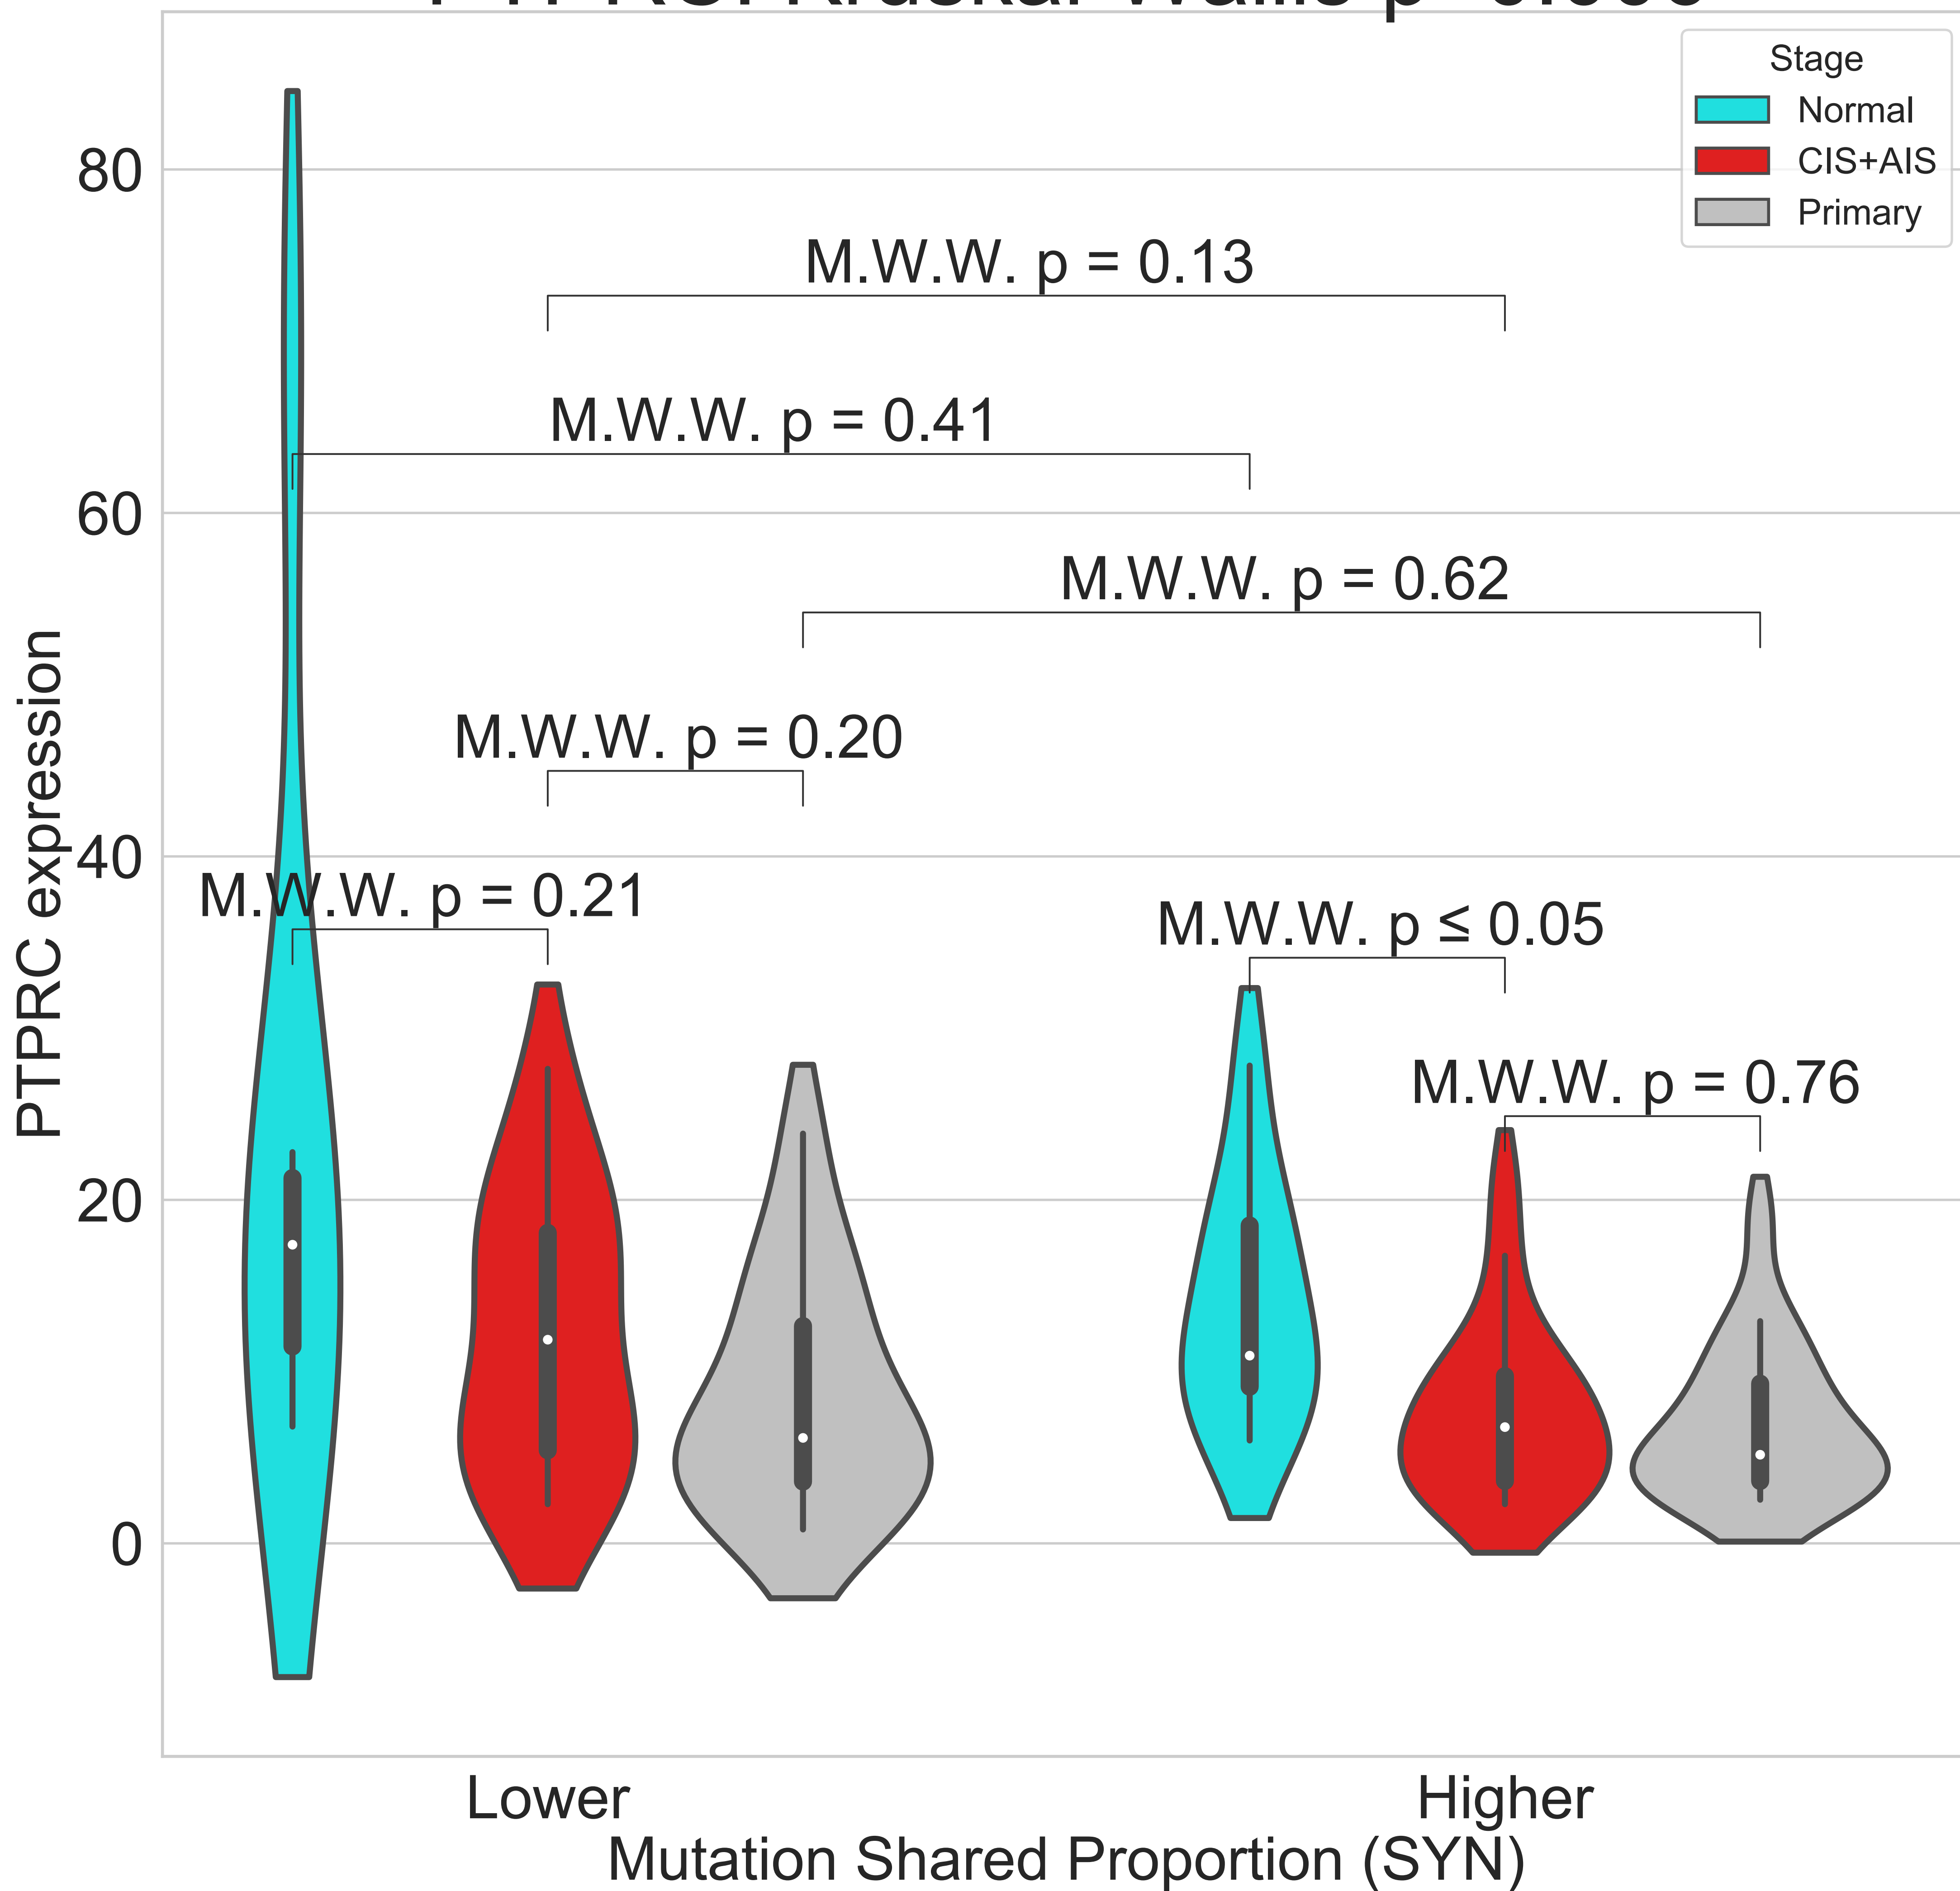 Stage
Normal
CIS+AIS
Primary
80
60
40
20
0
PTPRC expression
M.W.W. p = 0.13
M.W.W. p = 0.41
M.W.W. p = 0.62
M.W.W. p = 0.20
M.W.W. p = 0.21
M.W.W. p ≤ 0.05
M.W.W. p = 0.76
Lower
Higher
Mutation Shared Proportion (SYN)